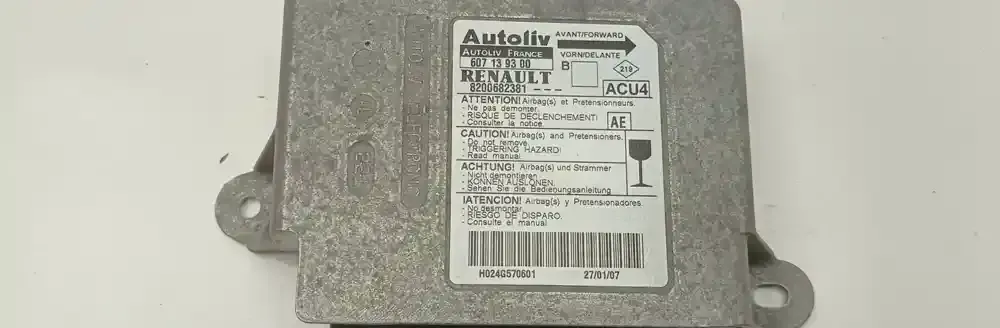 Autoliv
AVANT/FORWARD
AUTOLIV FRANCE
VORN/DELANTE
607 13 93 00
B
219
RENAULT
8200682381 ---
ACU4
ATTENTION! Airbag(s) et Pretensionneurs.
- Ne pas demonter.
- RISQUE DE DECLENCHEMENT!
- Consulter la notice.
AE
CAUTION! Airbag(s) and Pretensioners.
- Do not remove.
- TRIGGERING HAZARD!
- Read manual.
ACHTUNG! Airbag(s) und Strammer
- Nicht demontieren
- KONNEN AUSLONEN.
- Sehen Sie die Bedienungsanleitung
!ATENCION! Airbag(s) y Pretensionadores.
- No desmontar.
- RIESGO DE DISPARO.
- Consulte el manual
H024G570601
27/01/07